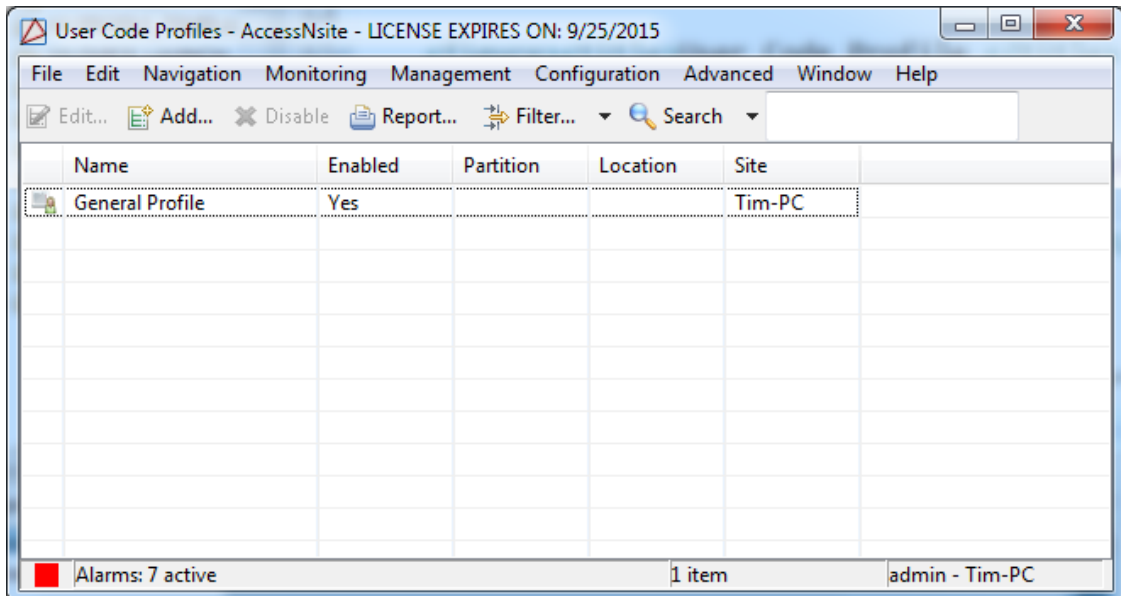 User Code Profiles - AccessNsite - LICENSE EXPIRES ON: 9/25/2015
File Edit Navigation Monitoring Management Configuration Advanced Window Help
Edit... Add... Disable Report... Filter... Search
Name Enabled Partition Location Site
General Profile Yes Tim-PC
Alarms: 7 active 1 item admin - Tim-PC